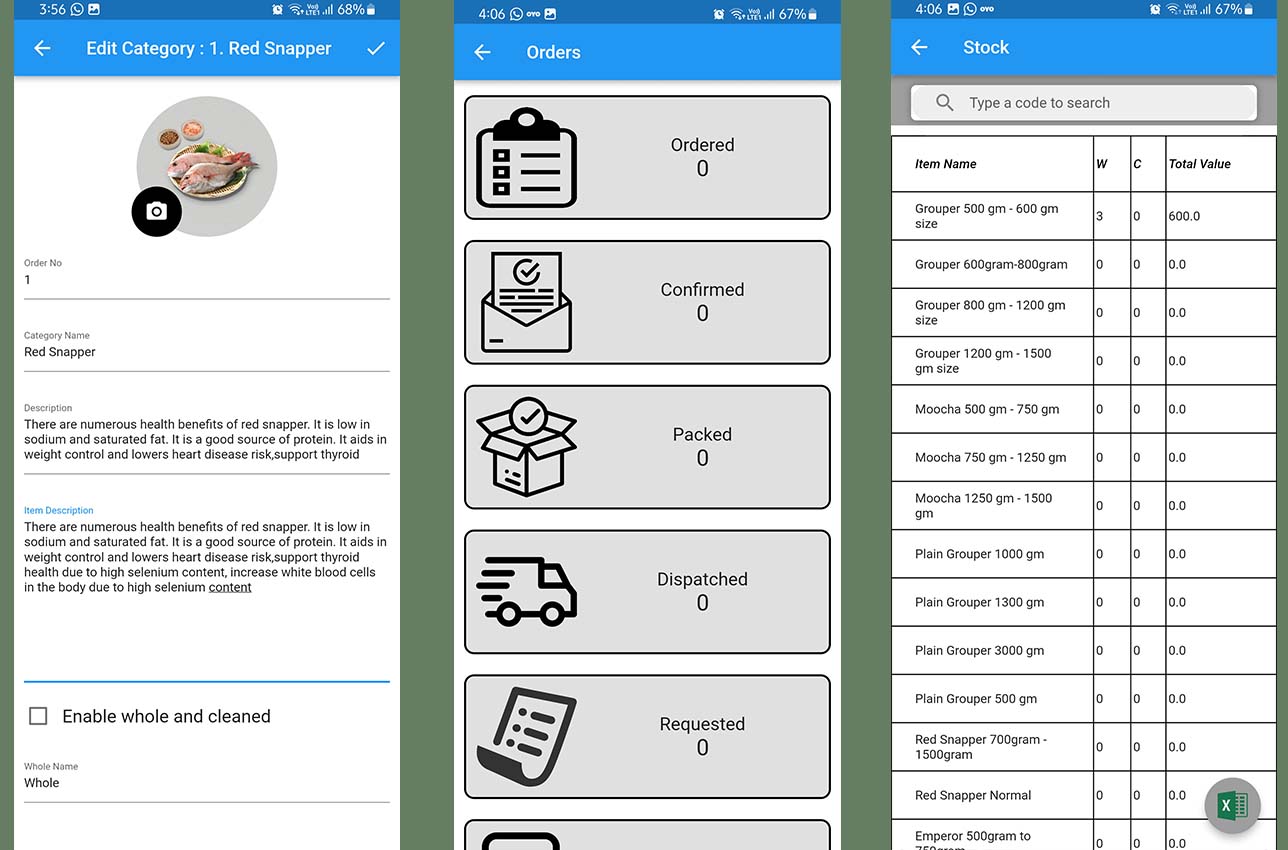 3:56 68%
Edit Category : 1. Red Snapper
Order No
1
Category Name
Red Snapper
Description
There are numerous health benefits of red snapper. It is low in
sodium and saturated fat. It is a good source of protein. It aids in
weight control and lowers heart disease risk,support thyroid
Item Description
There are numerous health benefits of red snapper. It is low in
sodium and saturated fat. It is a good source of protein. It aids in
weight control and lowers heart disease risk,support thyroid
health due to high selenium content, increase white blood cells
in the body due to high selenium content
Enable whole and cleaned
Whole Name
Whole
4:06 OYO 67%
Orders
Ordered
0
Confirmed
0
Packed
0
Dispatched
0
Requested
0
4:06 OYO 67%
Stock
Type a code to search
Item Name W C Total Value
Grouper 500 gm - 600 gm
size
3 0 600.0
Grouper 600gram-800gram 0 0 0.0
Grouper 800 gm - 1200 gm
size
0 0 0.0
Grouper 1200 gm - 1500
gm size
0 0 0.0
Moocha 500 gm - 750 gm 0 0 0.0
Moocha 750 gm - 1250 gm 0 0 0.0
Moocha 1250 gm - 1500
gm
0 0 0.0
Plain Grouper 1000 gm 0 0 0.0
Plain Grouper 1300 gm 0 0 0.0
Plain Grouper 3000 gm 0 0 0.0
Plain Grouper 500 gm 0 0 0.0
Red Snapper 700gram -
1500gram
0 0 0.0
Red Snapper Normal 0 0 0.0
Emperor 500gram to
0 0 0.0